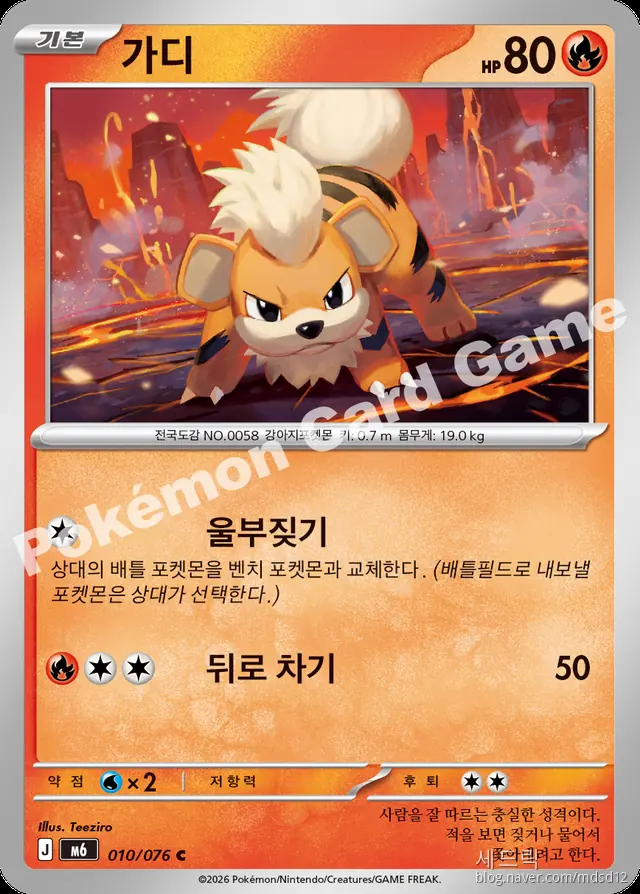 기본
가디
HP 80
전국도감 NO.0058 강아지포켓몬 키: 0.7 m 몸무게: 19.0 kg
Pokémon Card Game
울부짖기
상대의 배틀 포켓몬을 벤치 포켓몬과 교체한다. (배틀필드로 내보낼
포켓몬은 상대가 선택한다.)
뒤로 차기 50
약점 ×2 저항력 후퇴
사람을 잘 따르는 충실한 성격이다.
적을 보면 짖거나 물어서
려고 한다.
Illus. Teeziro
J M6 010/076 C
세쯔텍
blog.naver.com/mdsd12
©2026 Pokémon/Nintendo/Creatures/GAME FREAK.